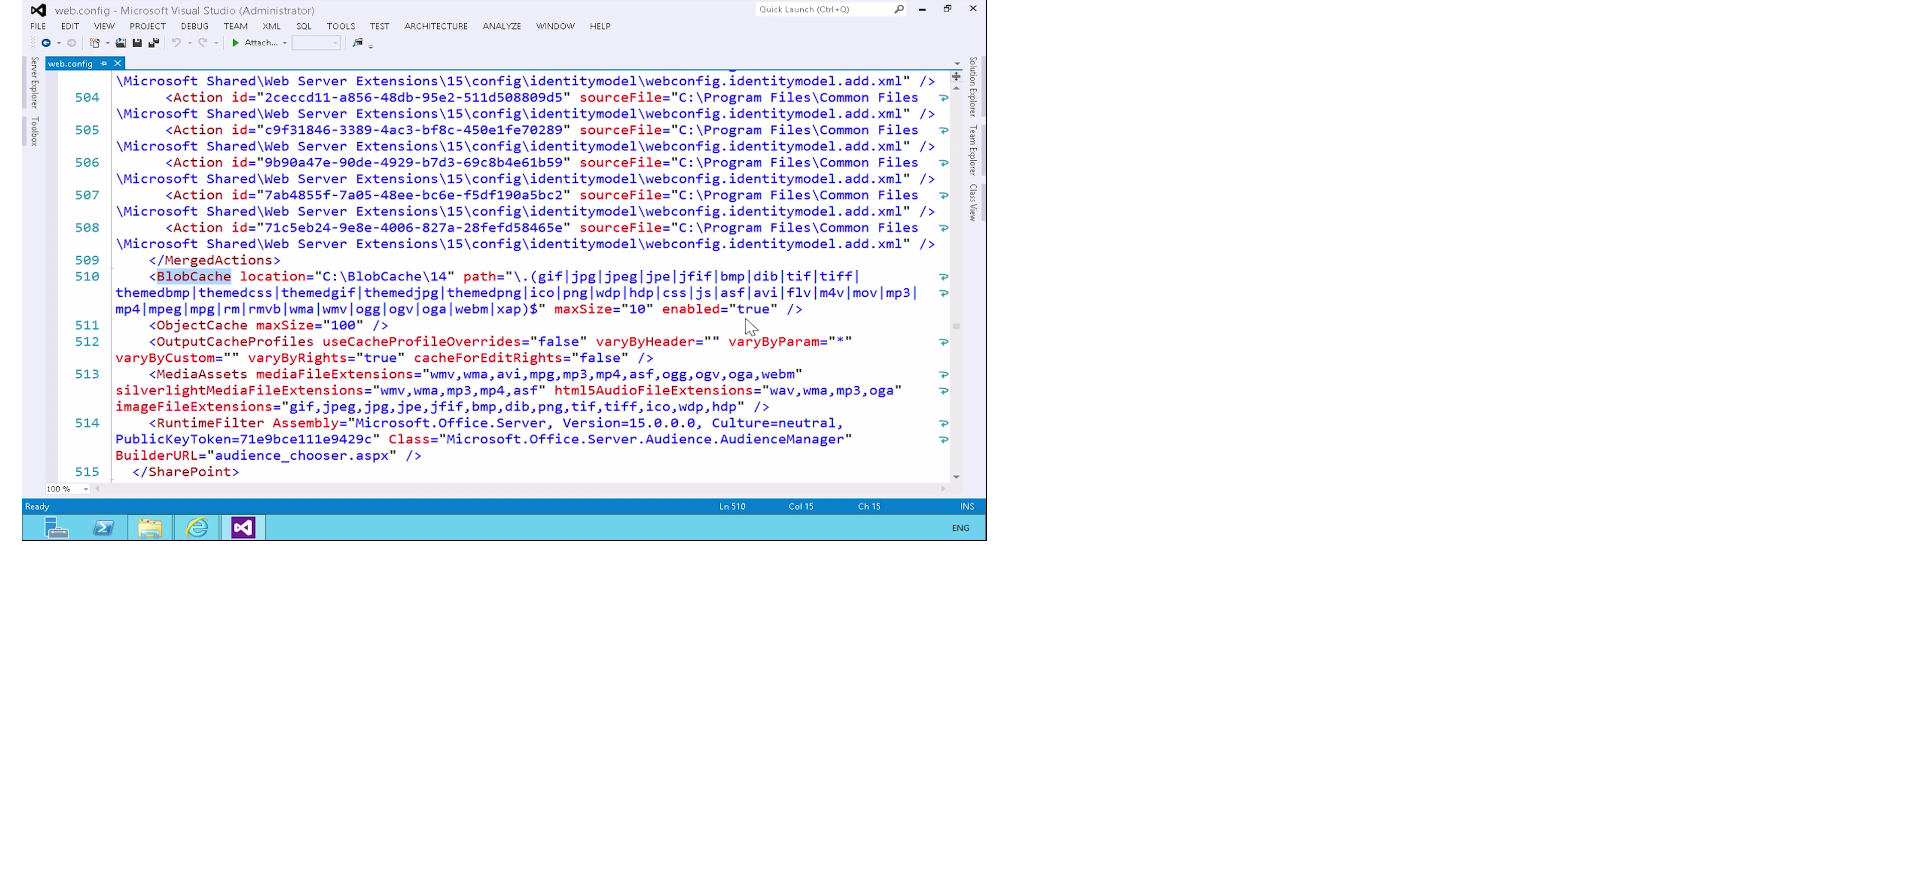 web.config - Microsoft Visual Studio (Administrator)
Quick Launch (Ctrl+Q)
FILE EDIT VIEW PROJECT DEBUG TEAM XML SQL TOOLS TEST ARCHITECTURE ANALYZE WINDOW HELP
Attach...
web.config
Server Explorer
Toolbox
Solution Explorer
Team Explorer
Class View
\Microsoft Shared\Web Server Extensions\15\config\identitymodel\webconfig.identitymodel.add.xml" />
504 <Action id="2ceccd11-a856-48db-95e2-511d508809d5" sourceFile="C:\Program Files\Common Files
\Microsoft Shared\Web Server Extensions\15\config\identitymodel\webconfig.identitymodel.add.xml" />
505 <Action id="c9f31846-3389-4ac3-bf8c-450e1fe70289" sourceFile="C:\Program Files\Common Files
\Microsoft Shared\Web Server Extensions\15\config\identitymodel\webconfig.identitymodel.add.xml" />
506 <Action id="9b90a47e-90de-4929-b7d3-69c8b4e61b59" sourceFile="C:\Program Files\Common Files
\Microsoft Shared\Web Server Extensions\15\config\identitymodel\webconfig.identitymodel.add.xml" />
507 <Action id="7ab4855f-7a05-48ee-bc6e-f5df190a5bc2" sourceFile="C:\Program Files\Common Files
\Microsoft Shared\Web Server Extensions\15\config\identitymodel\webconfig.identitymodel.add.xml" />
508 <Action id="71c5eb24-9e8e-4006-827a-28fefd58465e" sourceFile="C:\Program Files\Common Files
\Microsoft Shared\Web Server Extensions\15\config\identitymodel\webconfig.identitymodel.add.xml" />
509 </MergedActions>
510 <BlobCache location="C:\BlobCache\14" path="\.(gif|jpg|jpeg|jpe|jfif|bmp|dib|tif|tiff|
themedbmp|themedcss|themedgif|themedjpg|themedpng|ico|png|wdp|hdp|css|js|asf|avi|flv|m4v|mov|mp3|
mp4|mpeg|mpg|rm|rmvb|wma|wmv|ogg|ogv|oga|webm|xap)$" maxSize="10" enabled="true" />
511 <ObjectCache maxSize="100" />
512 <OutputCacheProfiles useCacheProfileOverrides="false" varyByHeader="" varyByParam="*"
varyByCustom="" varyByRights="true" cacheForEditRights="false" />
513 <MediaAssets mediaFileExtensions="wmv,wma,avi,mpg,mp3,mp4,asf,ogg,ogv,oga,webm"
silverlightMediaFileExtensions="wmv,wma,mp3,mp4,asf" html5AudioFileExtensions="wav,wma,mp3,oga"
imageFileExtensions="gif,jpeg,jpg,jpe,jfif,bmp,dib,png,tif,tiff,ico,wdp,hdp" />
514 <RuntimeFilter Assembly="Microsoft.Office.Server, Version=15.0.0.0, Culture=neutral,
PublicKeyToken=71e9bce111e9429c" Class="Microsoft.Office.Server.Audience.AudienceManager"
BuilderURL="audience_chooser.aspx" />
515 </SharePoint>
100 %
Ready Ln 510 Col 15 Ch 15 INS
ENG